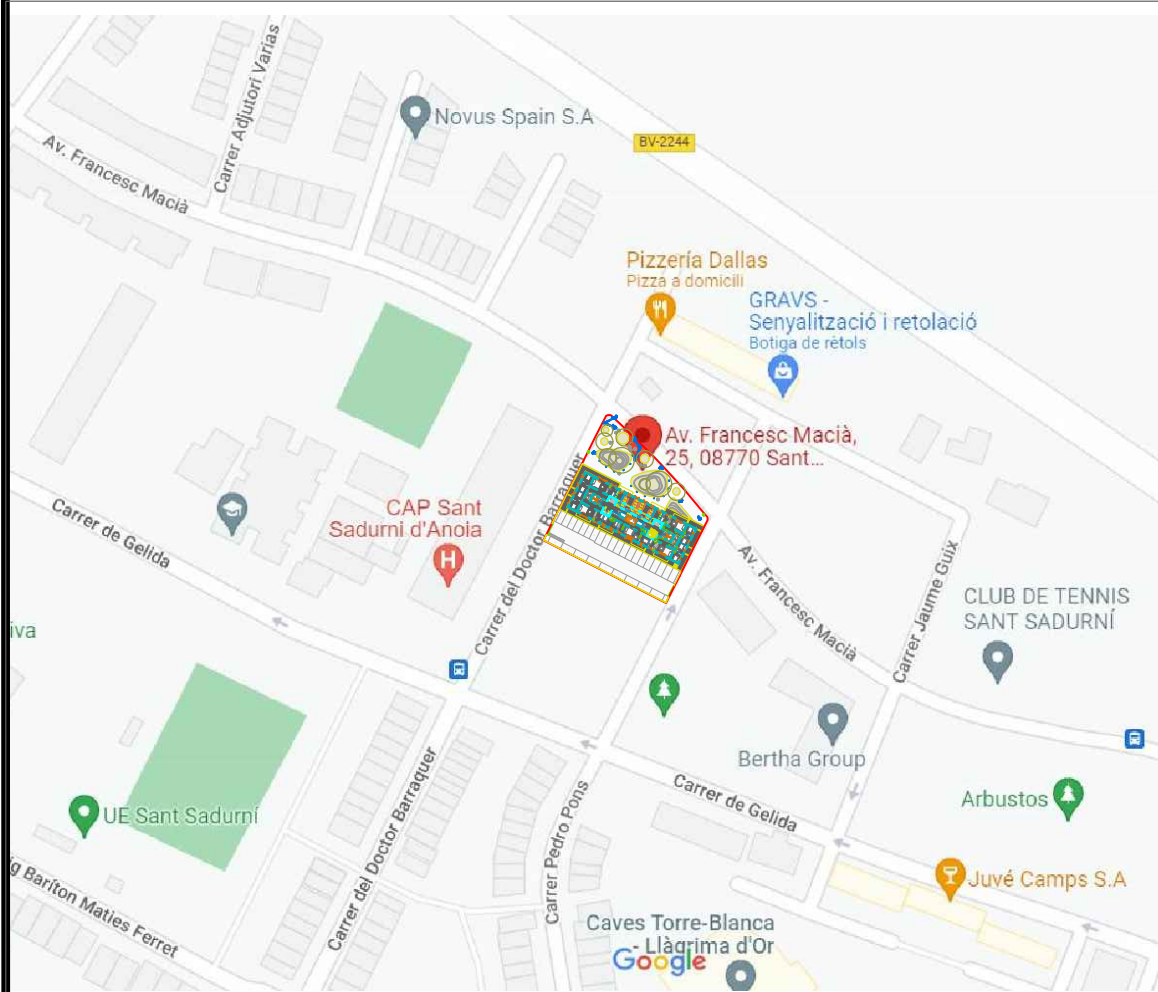 Carrer Adjutori Varias
Novus Spain S.A
BV-2244
Av. Francesc Macià
Pizzería Dallas
Pizza a domicili
GRAVS -
Senyalització i retolació
Botiga de rètols
Av. Francesc Macià,
25, 08770 Sant...
CAP Sant
Sadurní d'Anoia
H
Carrer del Doctor Barraquer
Carrer de Gelida
Av. Francesc Macià
Carrer Jaume Guix
CLUB DE TENNIS
SANT SADURNÍ
iva
Bertha Group
Carrer de Gelida
Arbustos
UE Sant Sadurní
Carrer del Doctor Barraquer
Carrer Pedro Pons
g Baríton Maties Ferret
Juvé Camps S.A
Caves Torre-Blanca
- Llàgrima d'Or
Google